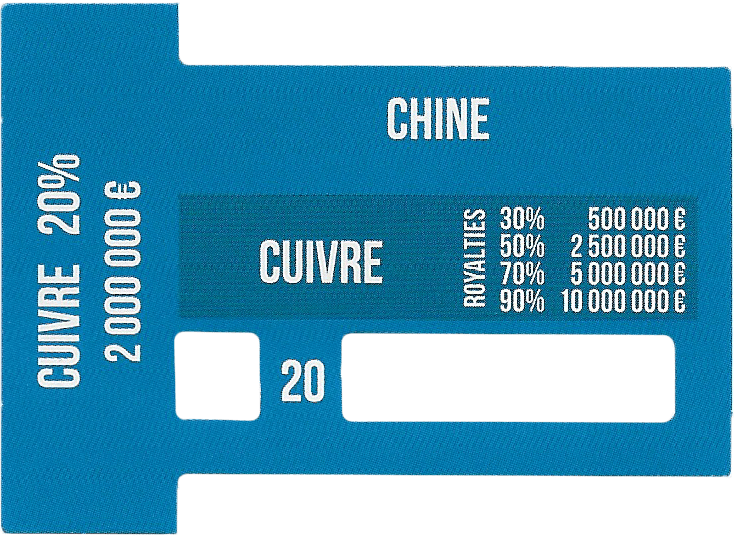 CUIVRE 20%
2 000 000 €
CHINE
CUIVRE
ROYALTIES
30% 500 000 €
50% 2 500 000 €
70% 5 000 000 €
90% 10 000 000 €
20